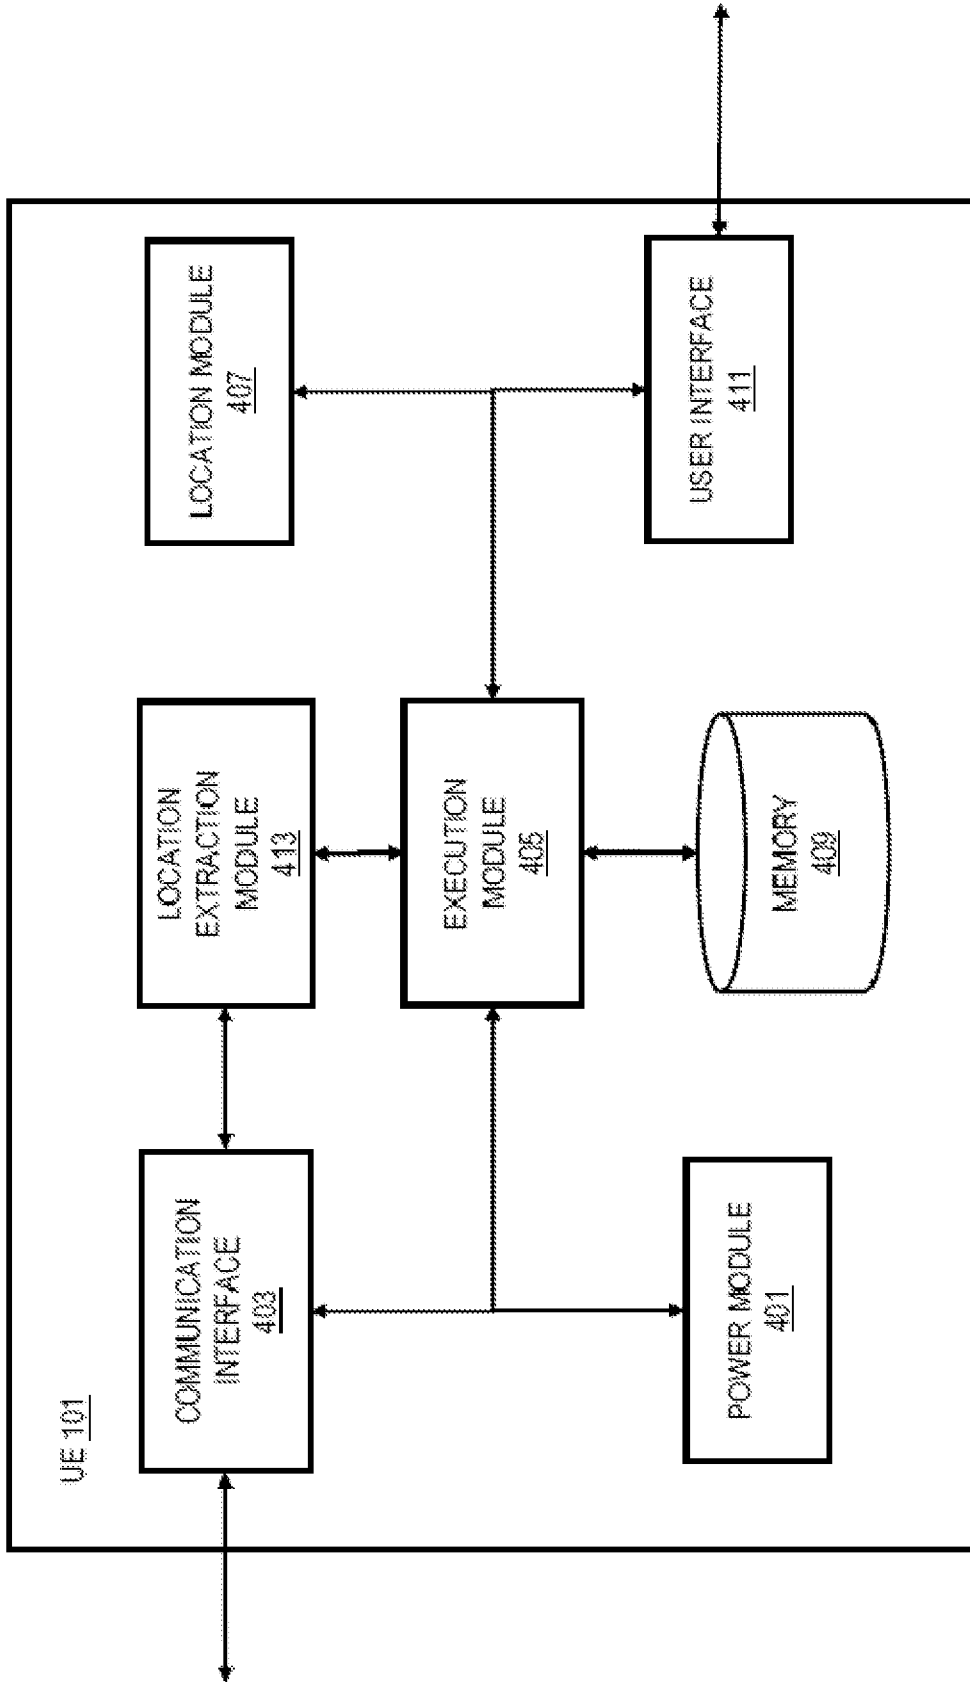 UE 101
COMMUNICATION
INTERFACE
403
LOCATION
EXTRACTION
MODULE
413
LOCATION MODULE
407
EXECUTION
MODULE
405
POWER MODULE
401
MEMORY
409
USER INTERFACE
411